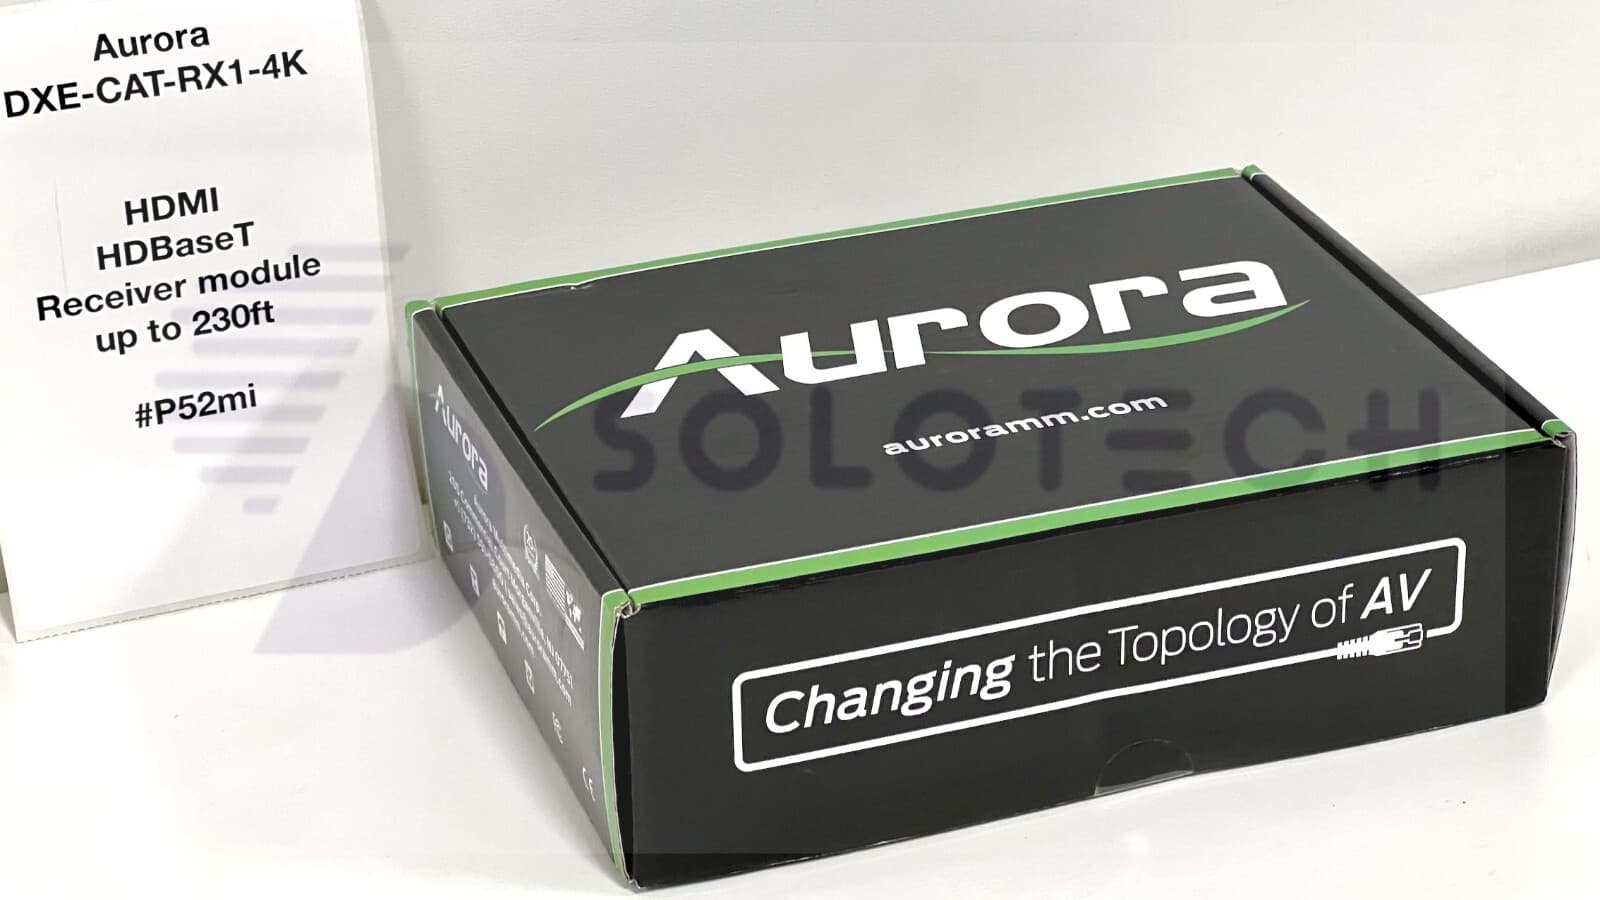 Aurora
DXE-CAT-RX1-4K
HDMI
HDBaseT
Receiver module
up to 230ft
#P52mi
Aurora
auroramm.com
SOLOTECH
Changing the Topology of AV
Aurora